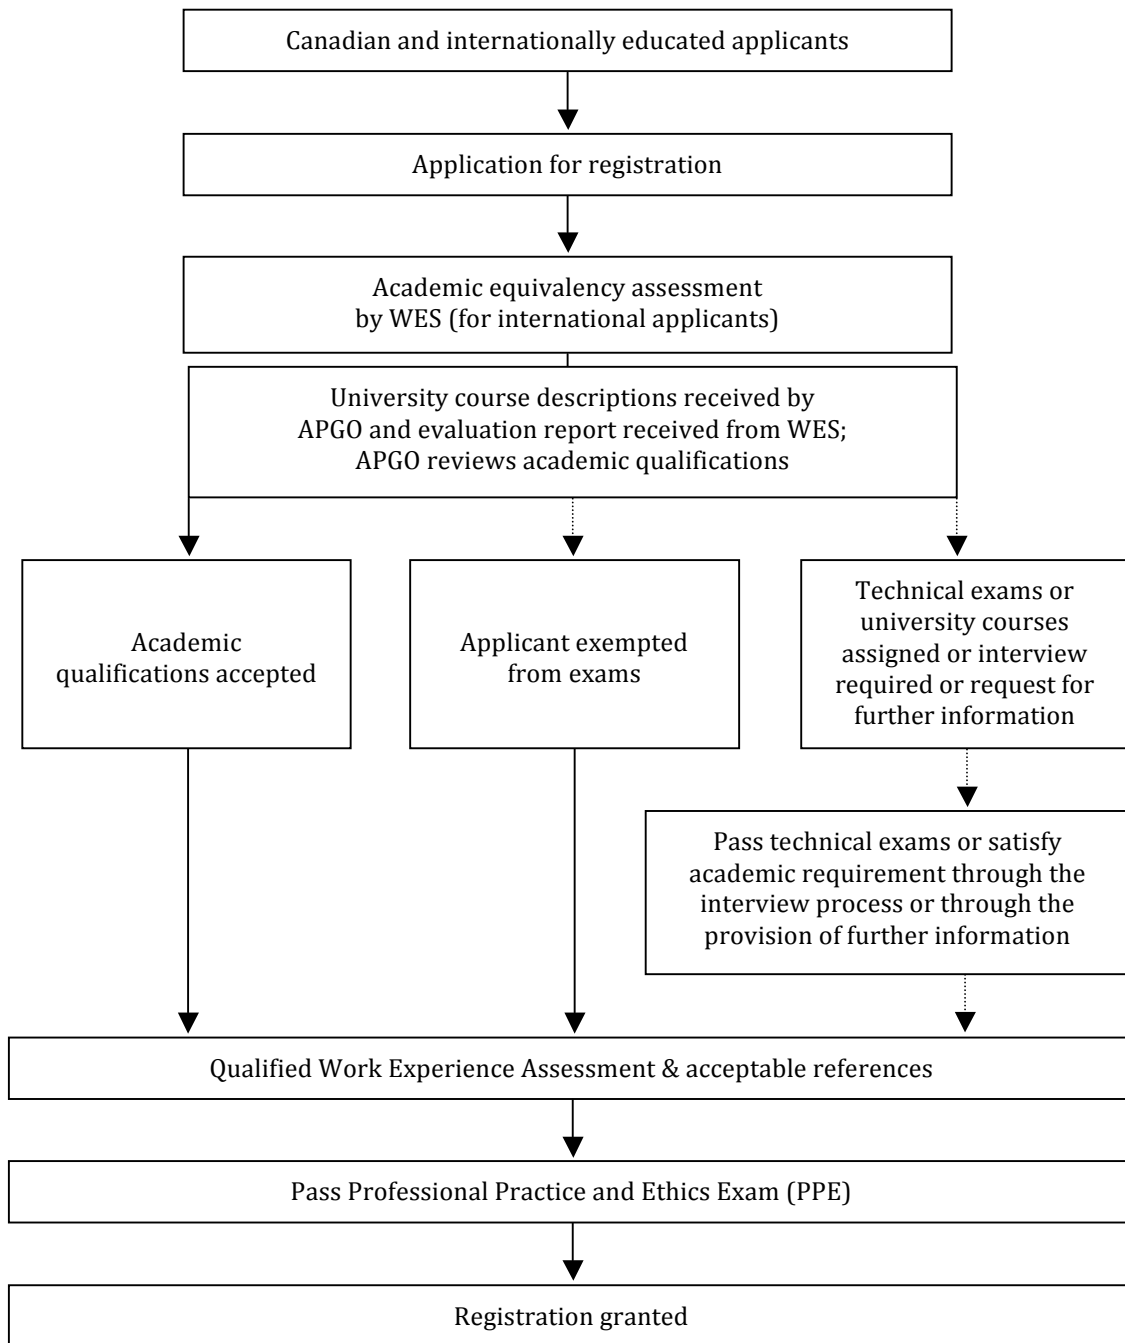 Canadian and internationally educated applicants
Application for registration
Academic equivalency assessment
by WES (for international applicants)
University course descriptions received by
APGO and evaluation report received from WES;
APGO reviews academic qualifications
Academic
qualifications accepted
Applicant exempted
from exams
Technical exams or
university courses
assigned or interview
required or request for
further information
Pass technical exams or satisfy
academic requirement through the
interview process or through the
provision of further information
Qualified Work Experience Assessment & acceptable references
Pass Professional Practice and Ethics Exam (PPE)
Registration granted